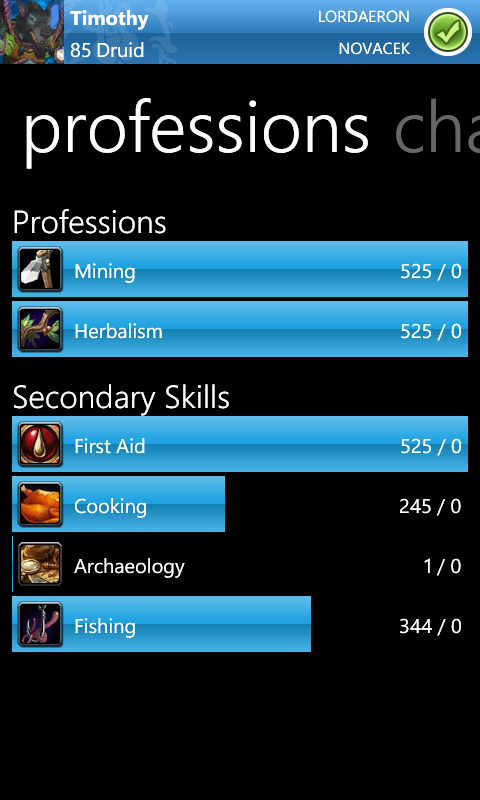 Timothy LORDAERON
85 Druid NOVACEK
professions cha
Professions
Mining 525 / 0
Herbalism 525 / 0
Secondary Skills
First Aid 525 / 0
Cooking 245 / 0
Archaeology 1 / 0
Fishing 344 / 0